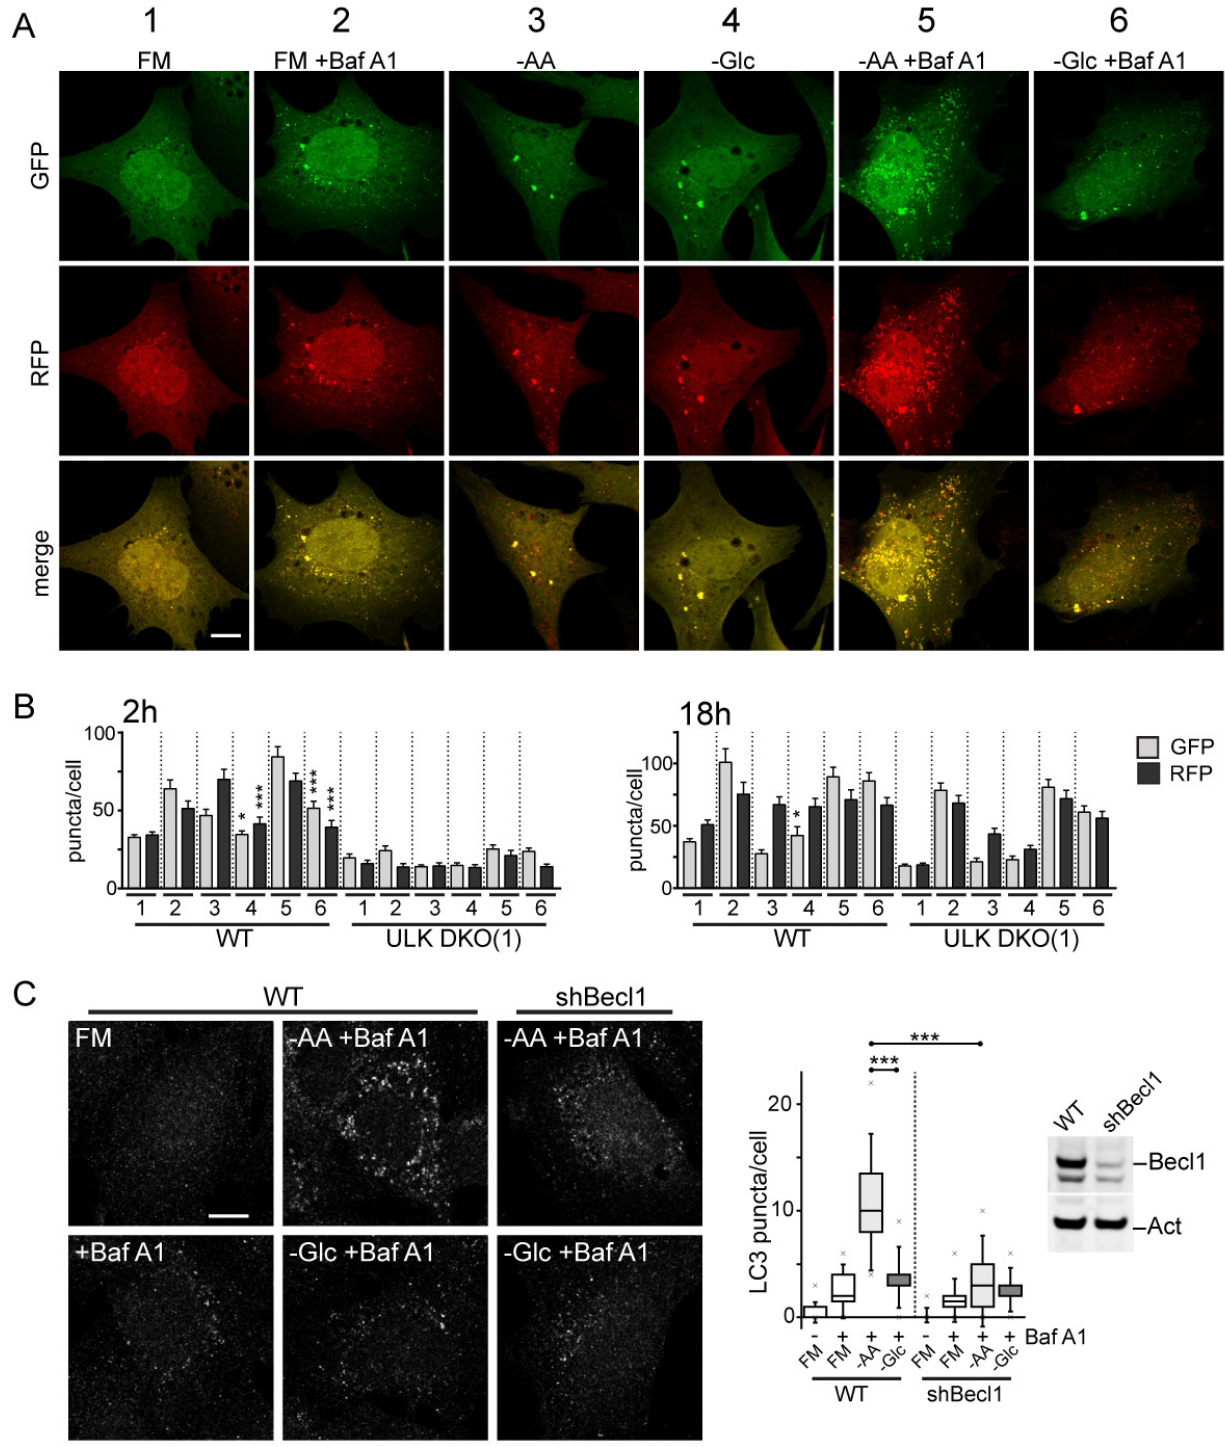 A
1 2 3 4 5 6
FM FM +Baf A1 -AA -Glc -AA +Baf A1 -Glc +Baf A1
GFP
RFP
merge
B
2h
100
50
0
puncta/cell
* *** *** ***
1 2 3 4 5 6 1 2 3 4 5 6
WT ULK DKO(1)
18h
100
50
0
puncta/cell
*
1 2 3 4 5 6 1 2 3 4 5 6
WT ULK DKO(1)
GFP
RFP
C
WT shBecl1
FM -AA +Baf A1 -AA +Baf A1
+Baf A1 -Glc +Baf A1 -Glc +Baf A1
***
***
20
10
0
LC3 puncta/cell
- + + + - + + + Baf A1
FM FM -AA -Glc FM FM -AA -Glc
WT shBecl1
WT shBecl1
Becl1
Act